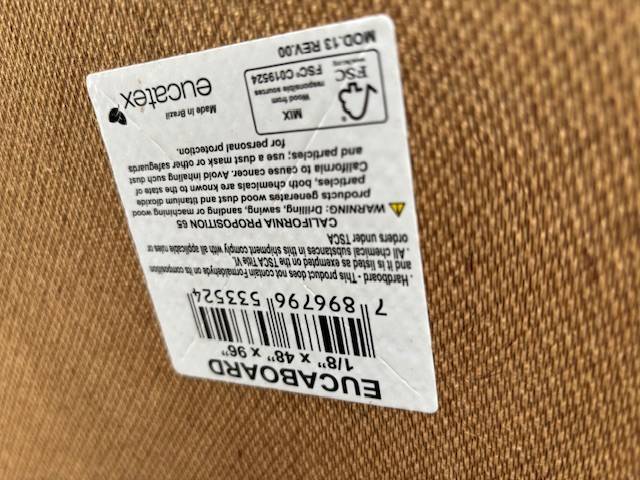 EUCABOARD
1/8" x 48" x 96"
7 896796 533524
. Hardboard - This product does not contain Formaldehyde on its composition
and it is listed as exempted on the TSCA Title VI.
. All chemical substances in this shipment comply with all applicable rules or
orders under TSCA
CALIFORNIA PROPOSITION 65
WARNING: Drilling, sawing, sanding or machining wood
products generates wood dust and titanium dioxide
particles, both chemicals are known to the state of
California to cause cancer. Avoid inhaling such dust
and particles; use a dust mask or other safeguards
for personal protection.
FSC
MIX
Wood from
responsible sources
FSC® C019524
Made in Brazil
eucatex
MOD.13 REV.00